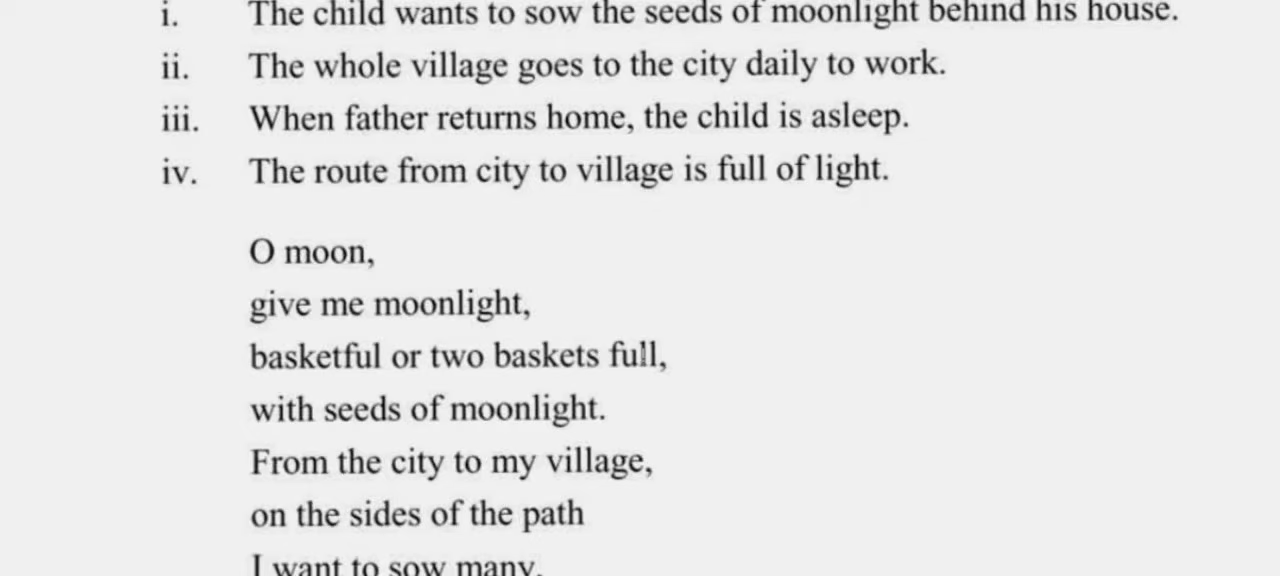 i. The child wants to sow the seeds of moonlight behind his house.
ii. The whole village goes to the city daily to work.
iii. When father returns home, the child is asleep.
iv. The route from city to village is full of light.
O moon,
give me moonlight,
basketful or two baskets full,
with seeds of moonlight.
From the city to my village,
on the sides of the path
I want to sow many.